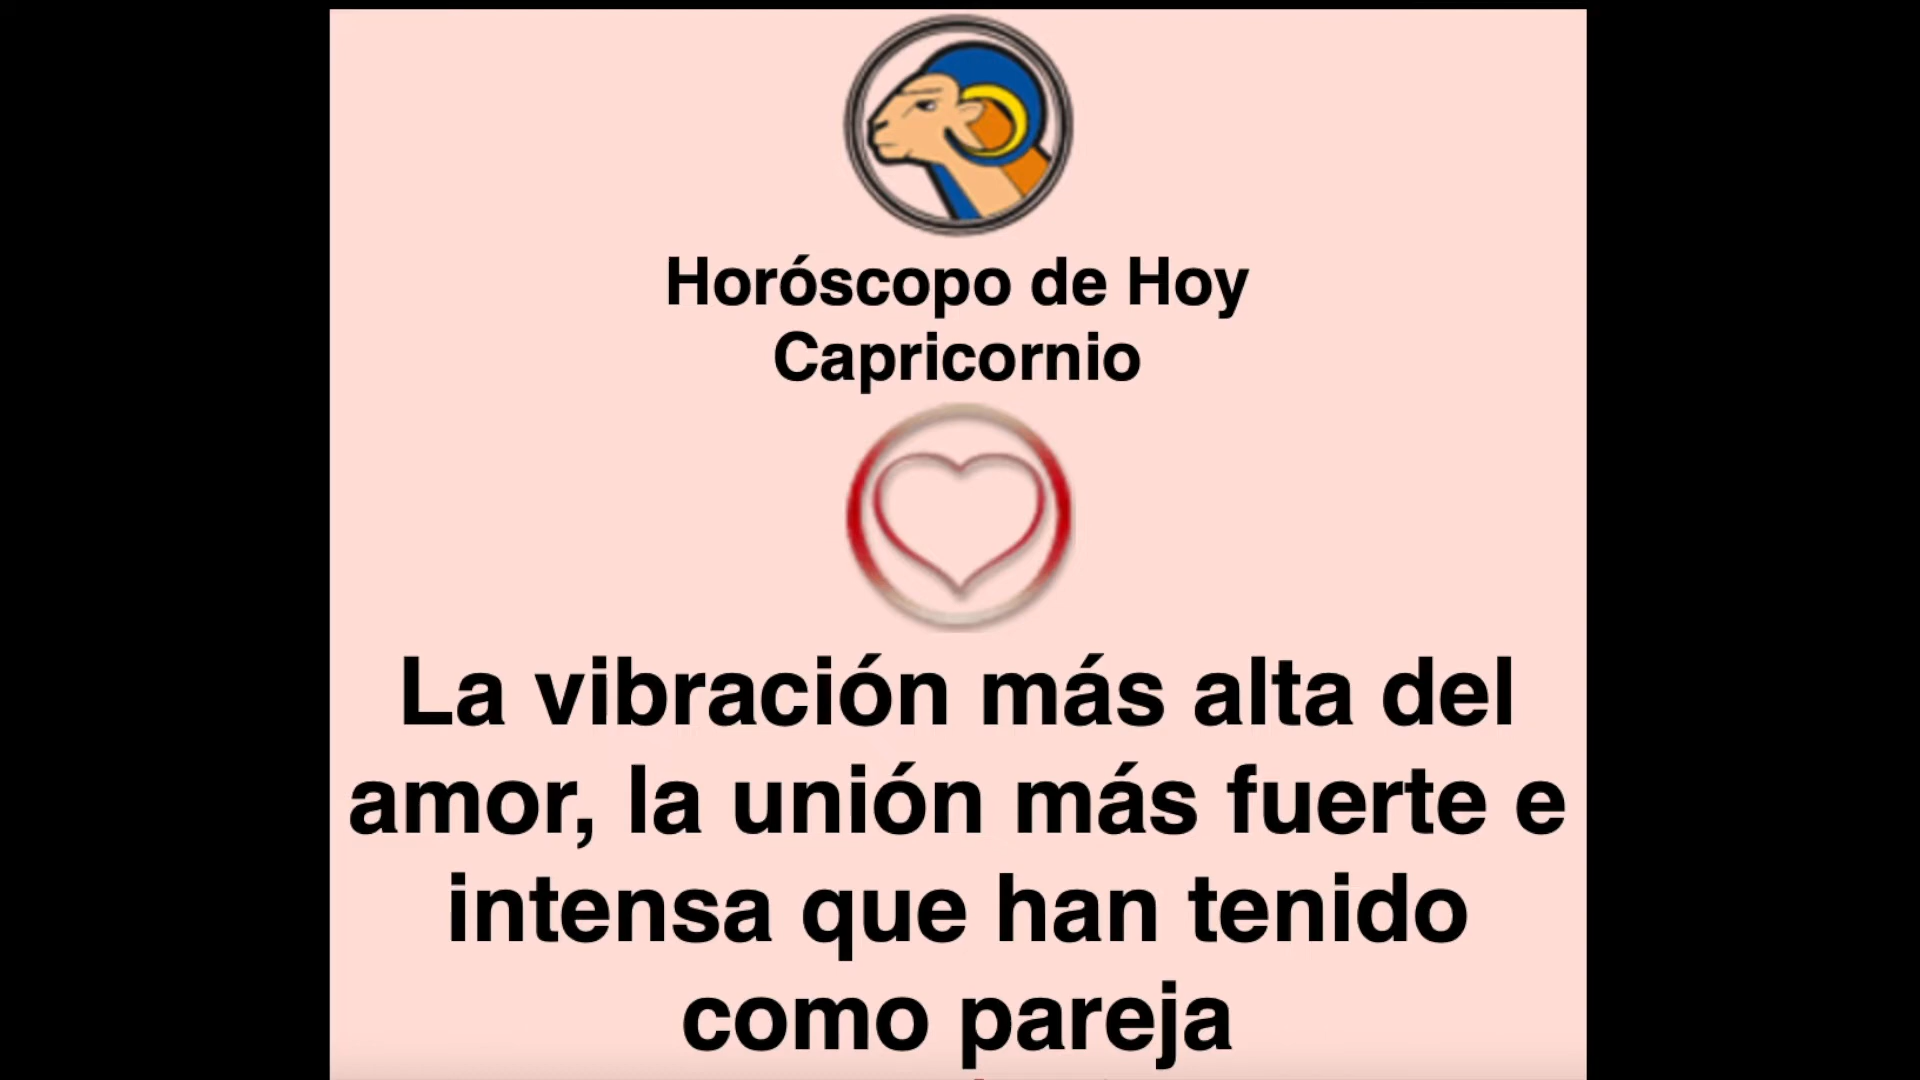 Horóscopo de Hoy
Capricornio
La vibración más alta del
amor, la unión más fuerte e
intensa que han tenido
como pareja